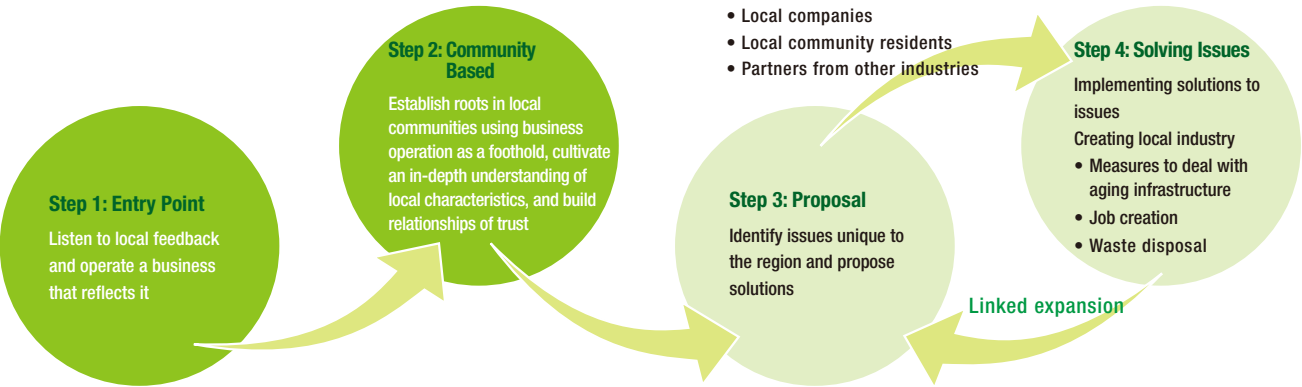 Step 1: Entry Point
Listen to local feedback
and operate a business
that reflects it
Step 2: Community
Based
Establish roots in local
communities using business
operation as a foothold, cultivate
an in-depth understanding of
local characteristics, and build
relationships of trust
• Local companies
• Local community residents
• Partners from other industries
Step 3: Proposal
Identify issues unique to
the region and propose
solutions
Step 4: Solving Issues
Implementing solutions to
issues
Creating local industry
• Measures to deal with
aging infrastructure
• Job creation
• Waste disposal
Linked expansion